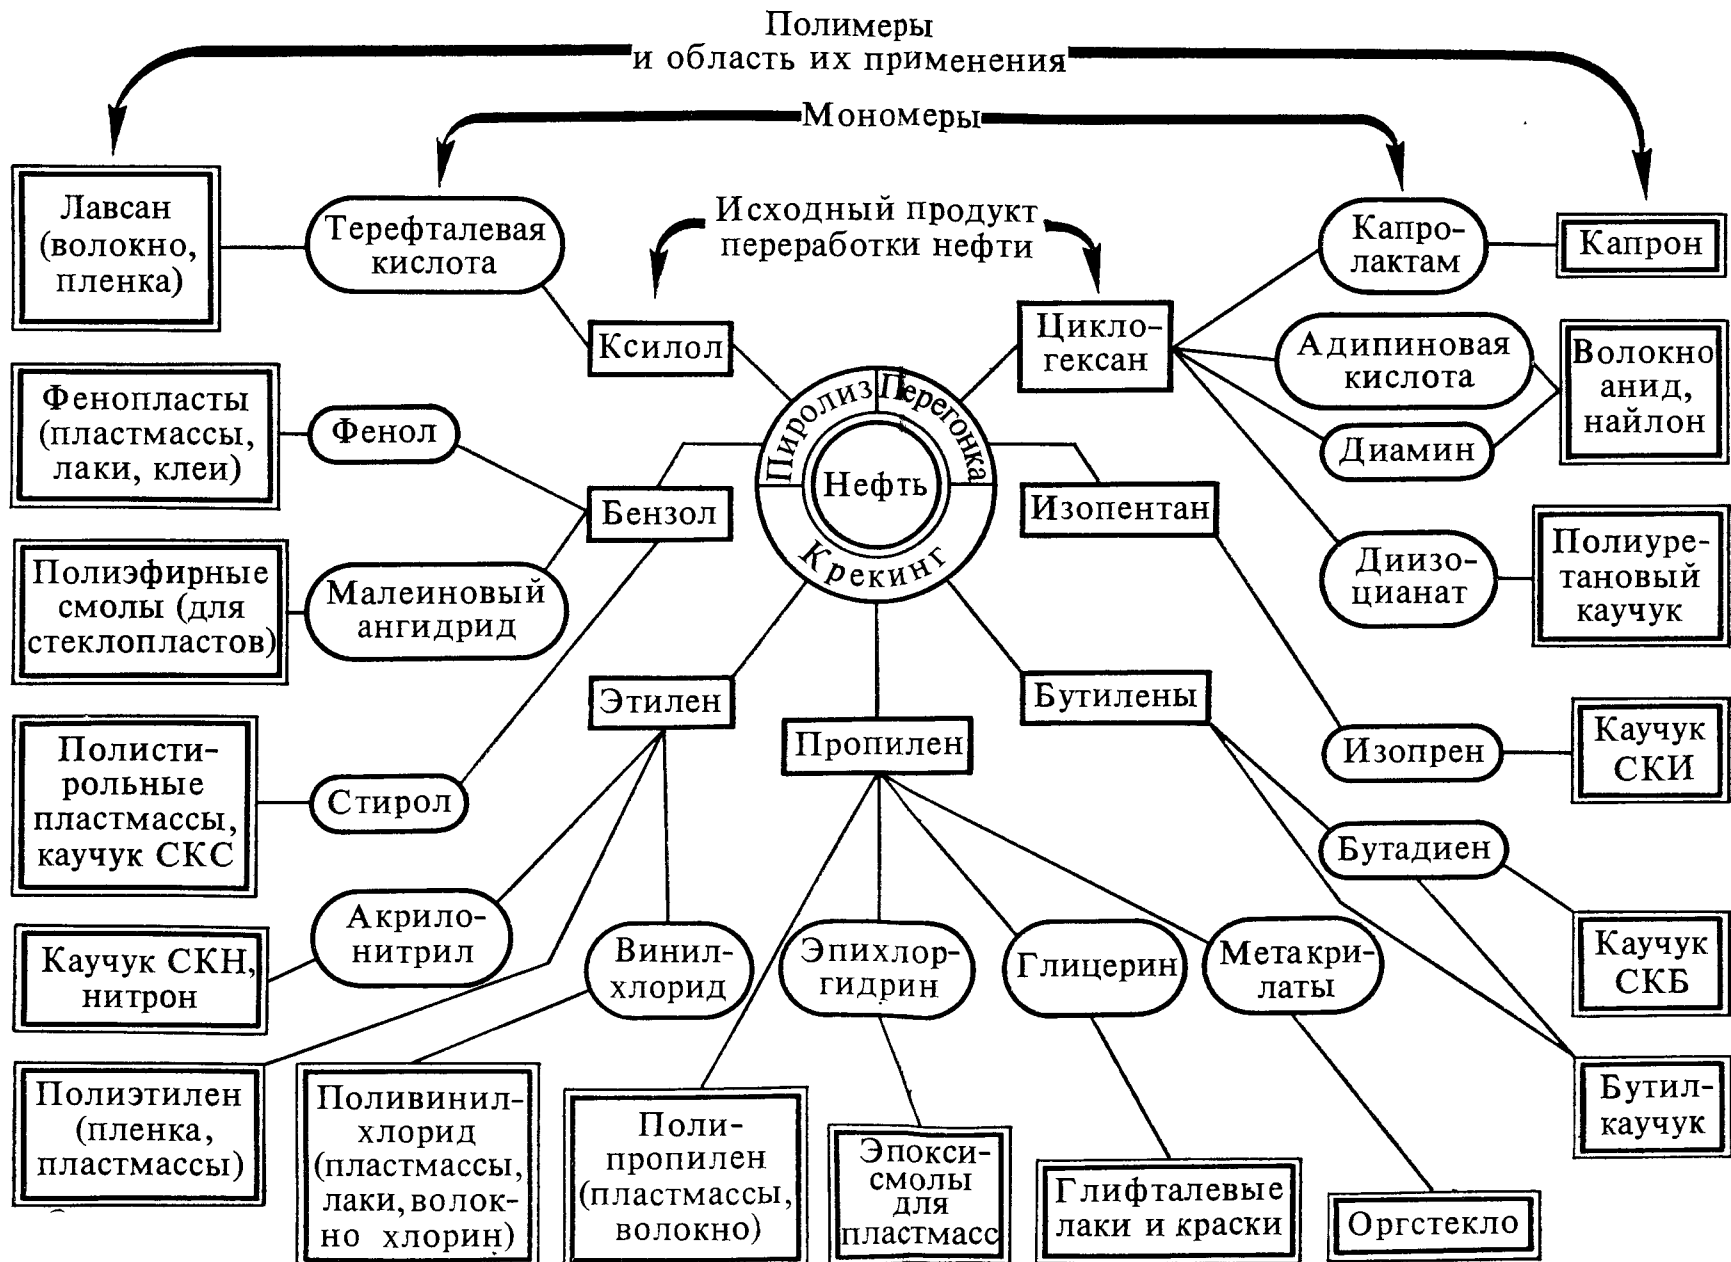 Полимеры
и область их применения
Мономеры
Исходный продукт
переработки нефти
Лавсан
(волокно,
пленка)
Терефталевая
кислота
Ксилол
Цикло-
гексан
Капро-
лактам
Капрон
Адипиновая
кислота
Диамин
Волокно
анид,
найлон
Фенопласты
(пластмассы,
лаки, клеи)
Фенол
Бензол
Пиролиз
Перегонка
Крекинг
Нефть
Изопентан
Диизо-
цианат
Полиуре-
тановый
каучук
Полиэфирные
смолы (для
стеклопластов)
Малеиновый
ангидрид
Этилен
Пропилен
Бутилены
Изопрен
Каучук
СКИ
Полисти-
рольные
пластмассы,
каучук СКС
Стирол
Бутадиен
Каучук СКН,
нитрон
Акрило-
нитрил
Винил-
хлорид
Эпихлор-
гидрин
Глицерин
Метакри-
латы
Каучук
СКБ
Полиэтилен
(пленка,
пластмассы)
Поливинил-
хлорид
(пластмассы,
лаки, волок-
но хлорин)
Поли-
пропилен
(пластмассы,
волокно)
Эпокси-
смолы
для
пластмасс
Глифталевые
лаки и краски
Оргстекло
Бутил-
каучук